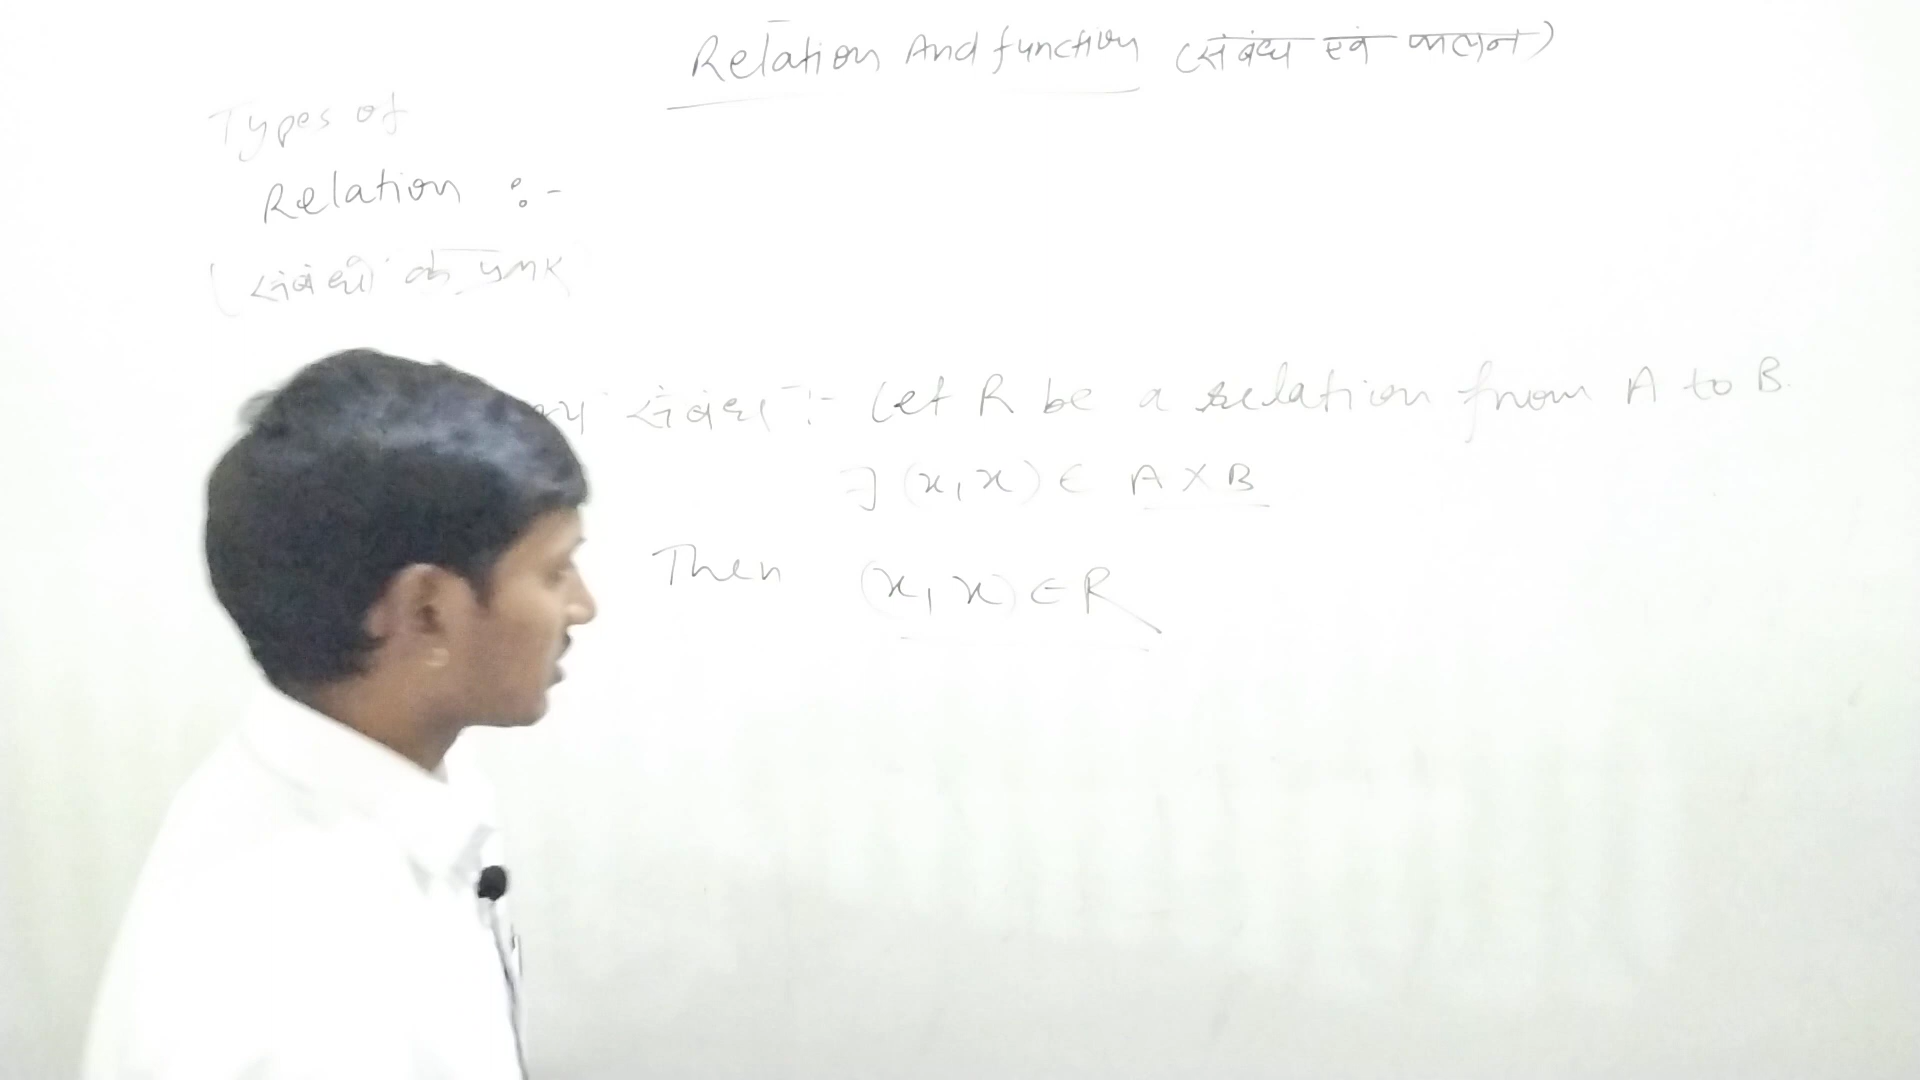 Relation And function (संबंध एवं फलन)
Types of
Relation :-
(संबंधों के प्रकार)
संबंध :- Let R be a relation from A to B.
∃ (x, x) ∈ A × B
Then (x, x) ∈ R